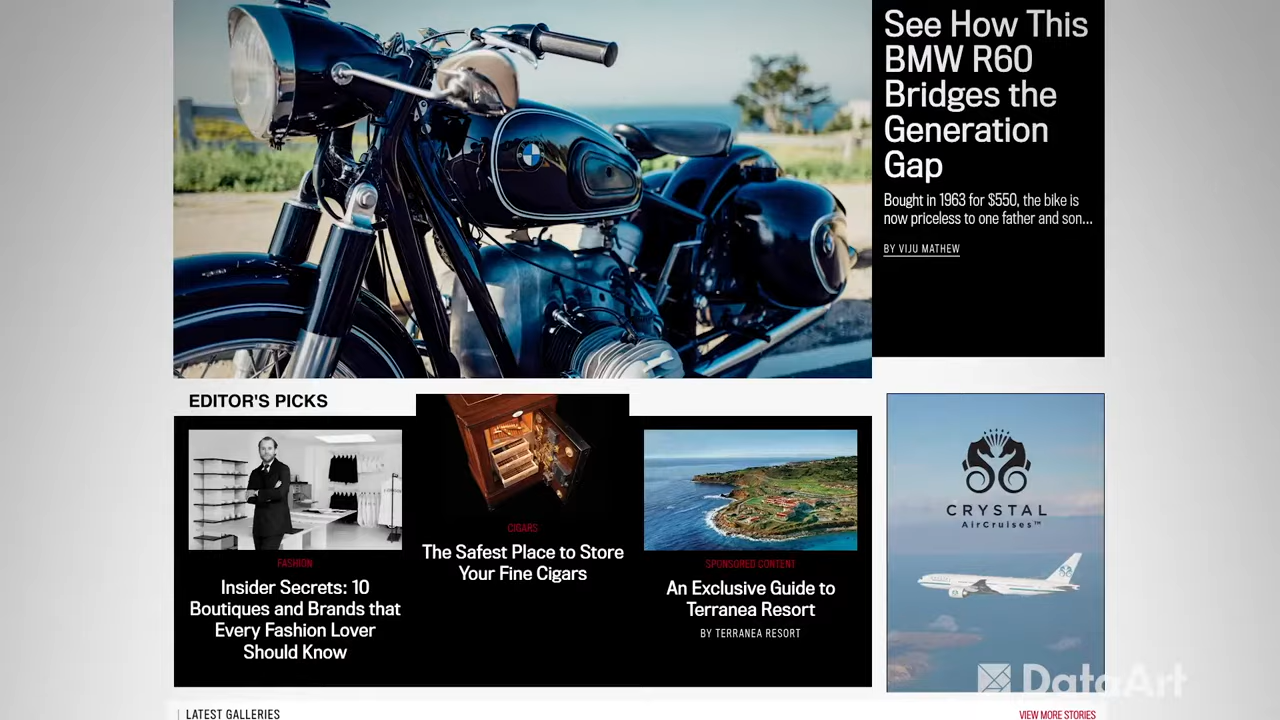 See How This
BMW R60
Bridges the
Generation
Gap
Bought in 1963 for $550, the bike is
now priceless to one father and son...
BY VIJU MATHEW
EDITOR'S PICKS
FASHION
Insider Secrets: 10
Boutiques and Brands that
Every Fashion Lover
Should Know
CIGARS
The Safest Place to Store
Your Fine Cigars
SPONSORED CONTENT
An Exclusive Guide to
Terranea Resort
BY TERRANEA RESORT
CRYSTAL
AirCruises™
DataArt
LATEST GALLERIES
VIEW MORE STORIES